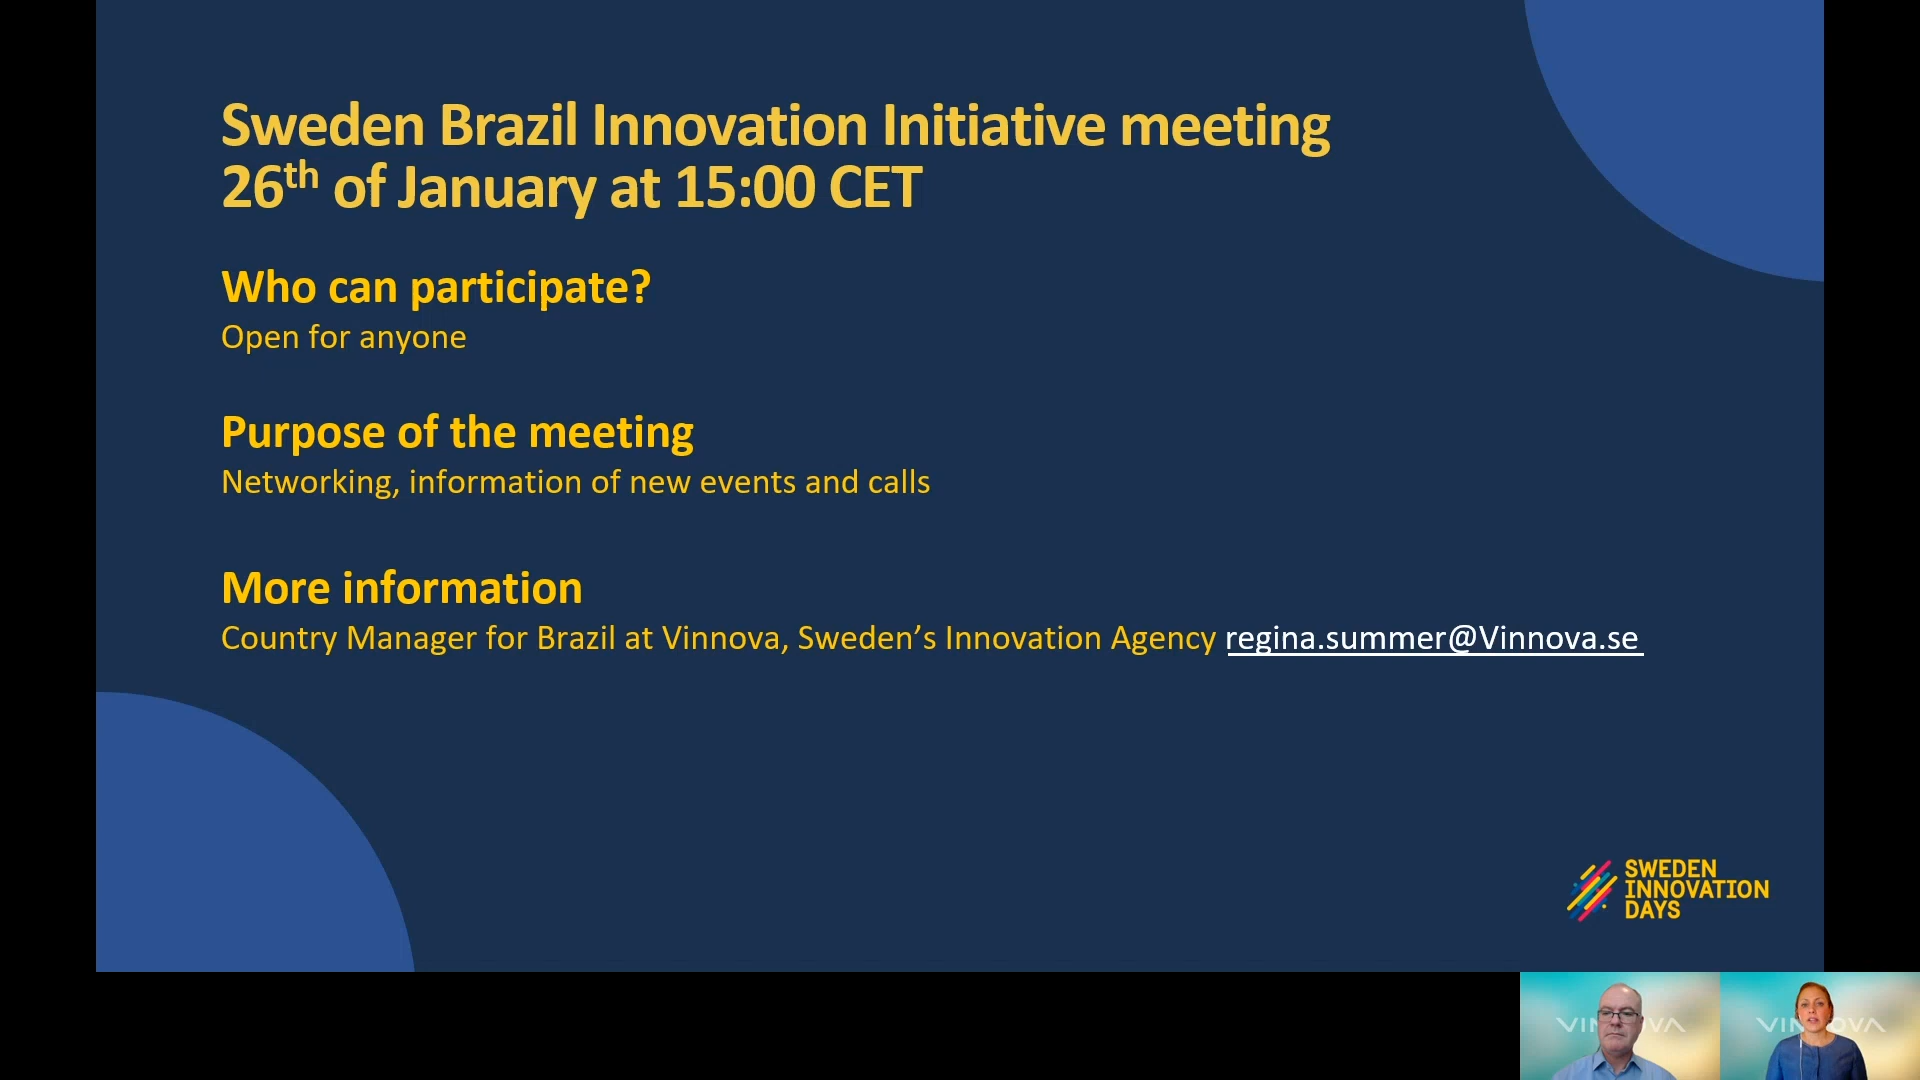 Sweden Brazil Innovation Initiative meeting
26th of January at 15:00 CET
Who can participate?
Open for anyone
Purpose of the meeting
Networking, information of new events and calls
More information
Country Manager for Brazil at Vinnova, Sweden’s Innovation Agency regina.summer@Vinnova.se
SWEDEN
INNOVATION
DAYS